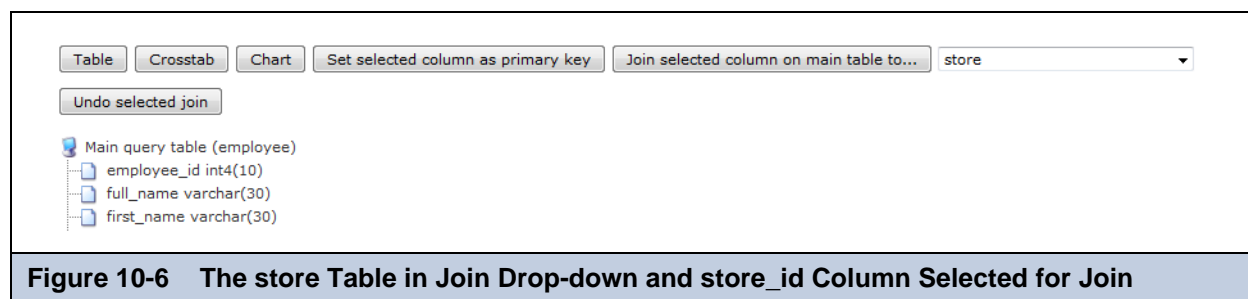 Table Crosstab Chart Set selected column as primary key Join selected column on main table to... store
Undo selected join
Main query table (employee)
employee_id int4(10)
full_name varchar(30)
first_name varchar(30)
Figure 10-6 The store Table in Join Drop-down and store_id Column Selected for Join